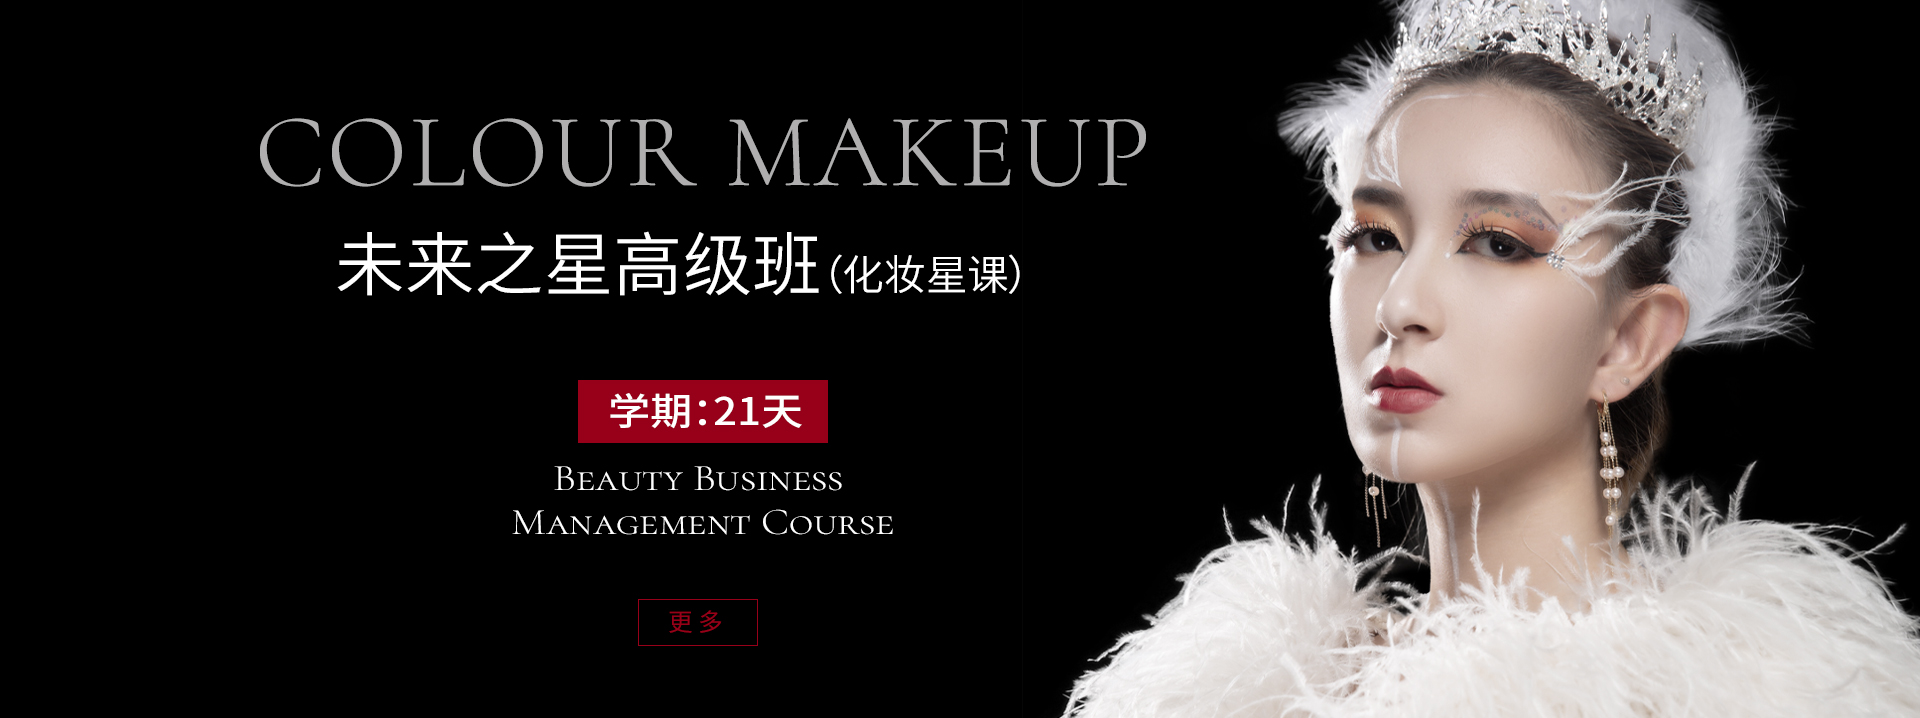 COLOUR MAKEUP
未来之星高级班(化妆星课)
学期:21天
BEAUTY BUSINESS
MANAGEMENT COURSE
更多